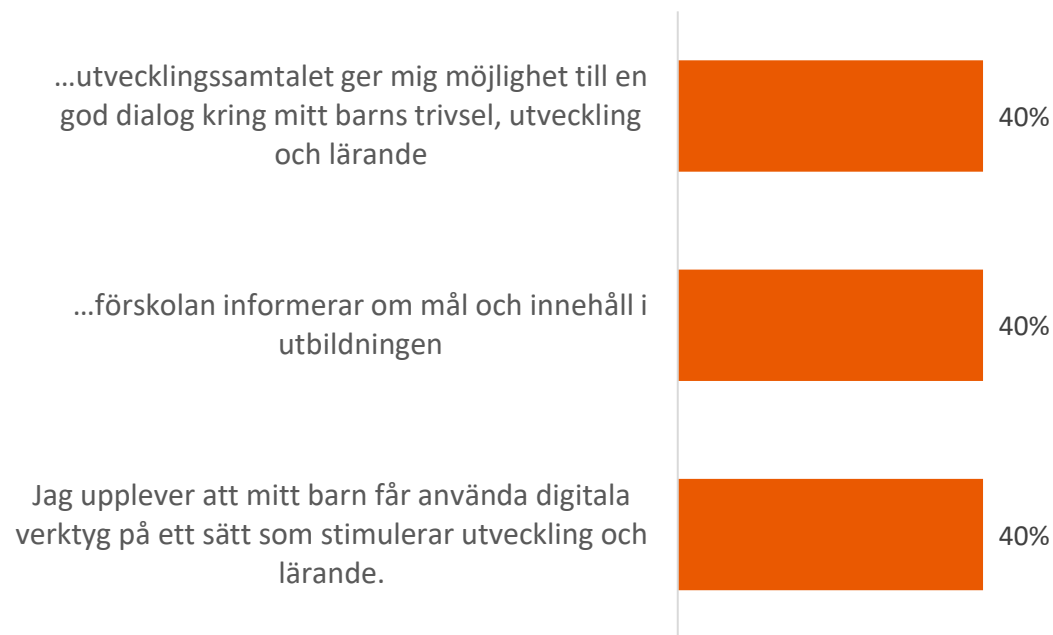 ...utvecklingssamtalet ger mig möjlighet till en
god dialog kring mitt barns trivsel, utveckling
och lärande
40%
...förskolan informerar om mål och innehåll i
utbildningen
40%
Jag upplever att mitt barn får använda digitala
verktyg på ett sätt som stimulerar utveckling och
lärande.
40%